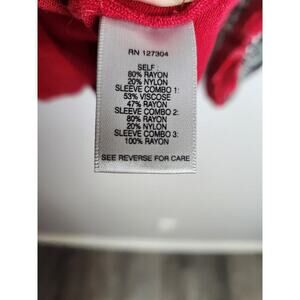 RN 127304
SELF:
80% RAYON
20% NYLON
SLEEVE COMBO 1:
53% VISCOSE
47% RAYON
SLEEVE COMBO 2:
80% RAYON
20% NYLON
SLEEVE COMBO 3:
100% RAYON
SEE REVERSE FOR CARE